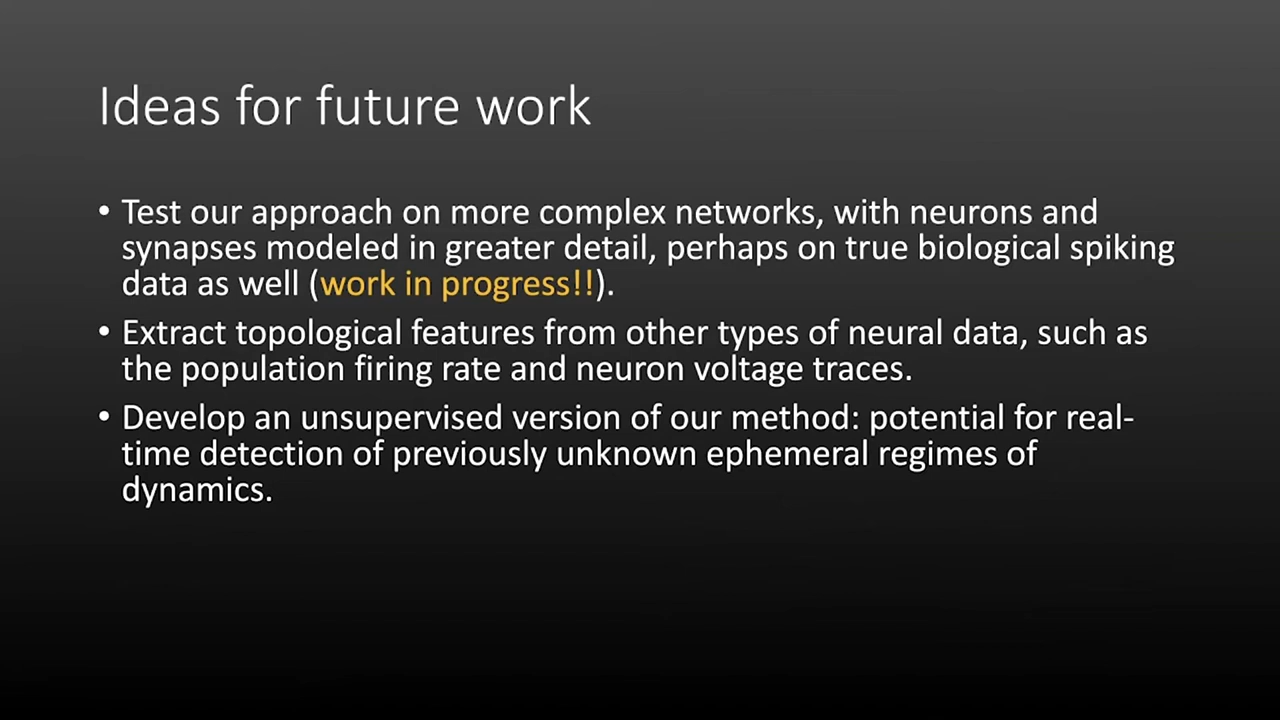 Ideas for future work
• Test our approach on more complex networks, with neurons and
synapses modeled in greater detail, perhaps on true biological spiking
data as well (work in progress!!).
• Extract topological features from other types of neural data, such as
the population firing rate and neuron voltage traces.
• Develop an unsupervised version of our method: potential for real-
time detection of previously unknown ephemeral regimes of
dynamics.